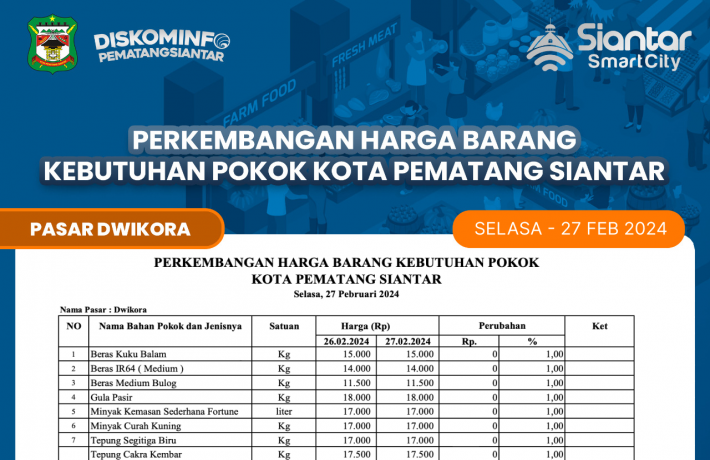 DISKOMINFO
PEMATANGSIANTAR
Siantar
SmartCity
FARM FOOD
FRESH MEAT
FARM FOOD
PERKEMBANGAN HARGA BARANG
KEBUTUHAN POKOK KOTA PEMATANG SIANTAR
PASAR DWIKORA
SELASA - 27 FEB 2024
PERKEMBANGAN HARGA BARANG KEBUTUHAN POKOK
KOTA PEMATANG SIANTAR
Selasa, 27 Pebruari 2024
Nama Pasar : Dwikora
NO Nama Bahan Pokok dan Jenisnya Satuan Harga (Rp) Perubahan Ket
26.02.2024 27.02.2024 Rp. %
1 Beras Kuku Balam Kg 15.000 15.000 0 1,00
2 Beras IR64 ( Medium ) Kg 14.000 14.000 0 1,00
3 Beras Medium Bulog Kg 11.500 11.500 0 1,00
4 Gula Pasir Kg 18.000 18.000 0 1,00
5 Minyak Kemasan Sederhana Fortune liter 17.000 17.000 0 1,00
6 Minyak Curah Kuning Kg 17.000 17.000 0 1,00
7 Tepung Segitiga Biru Kg 17.000 17.000 0 1,00
Tepung Cakra Kembar Kg 17.500 17.500 0 1,00